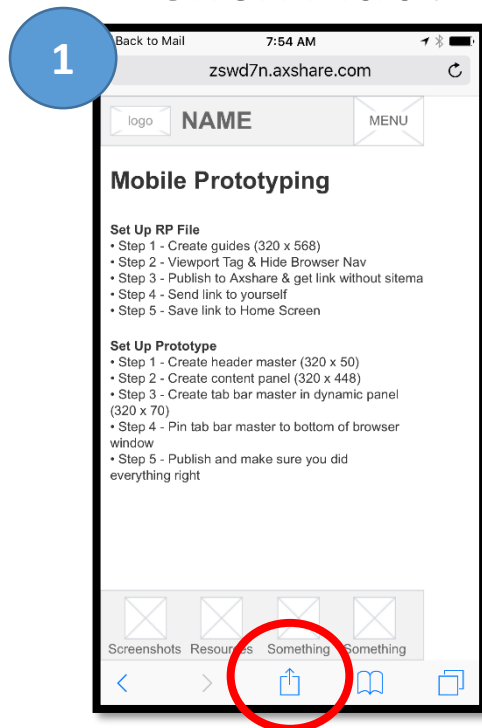 1
Back to Mail 7:54 AM
zswd7n.axshare.com
logo NAME MENU
Mobile Prototyping
Set Up RP File
• Step 1 - Create guides (320 x 568)
• Step 2 - Viewport Tag & Hide Browser Nav
• Step 3 - Publish to Axshare & get link without sitema
• Step 4 - Send link to yourself
• Step 5 - Save link to Home Screen
Set Up Prototype
• Step 1 - Create header master (320 x 50)
• Step 2 - Create content panel (320 x 448)
• Step 3 - Create tab bar master in dynamic panel
(320 x 70)
• Step 4 - Pin tab bar master to bottom of browser
window
• Step 5 - Publish and make sure you did
everything right
Screenshots Resources Something Something